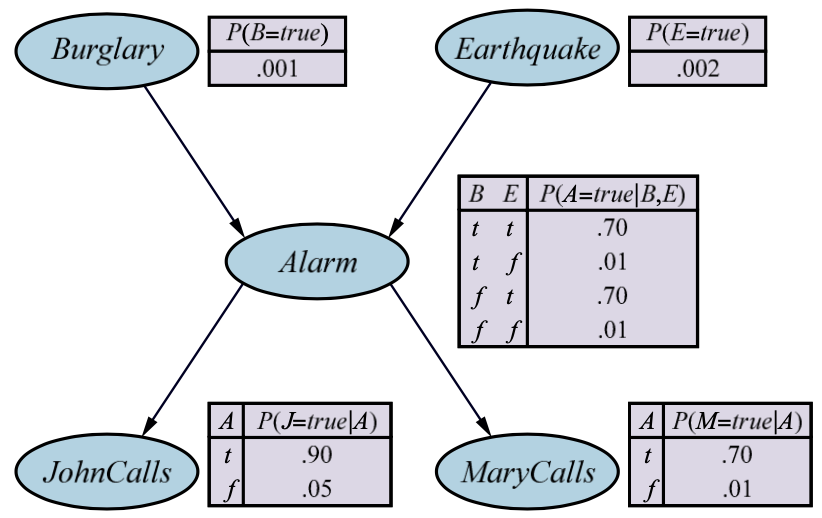 Burglary
P(B=true)
.001
Earthquake
P(E=true)
.002
B E P(A=true|B,E)
t t .70
t f .01
f t .70
f f .01
Alarm
JohnCalls
A P(J=true|A)
t .90
f .05
MaryCalls
A P(M=true|A)
t .70
f .01